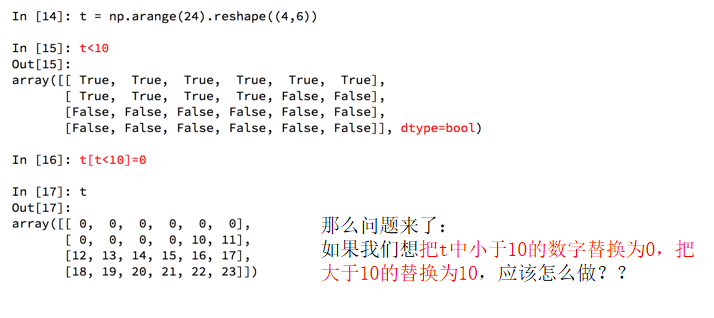 In [14]: t = np.arange(24).reshape((4,6))
In [15]: t<10
Out[15]:
array([[ True,  True,  True,  True,  True,  True],
       [ True,  True,  True,  True, False, False],
       [False, False, False, False, False, False],
       [False, False, False, False, False, False]], dtype=bool)
In [16]: t[t<10]=0
In [17]: t
Out[17]:
array([[ 0,  0,  0,  0,  0,  0],
       [ 0,  0,  0,  0, 10, 11],
       [12, 13, 14, 15, 16, 17],
       [18, 19, 20, 21, 22, 23]])
那么问题来了:
如果我们想把t中小于10的数字替换为0，把
大于10的替换为10，应该怎么做？？